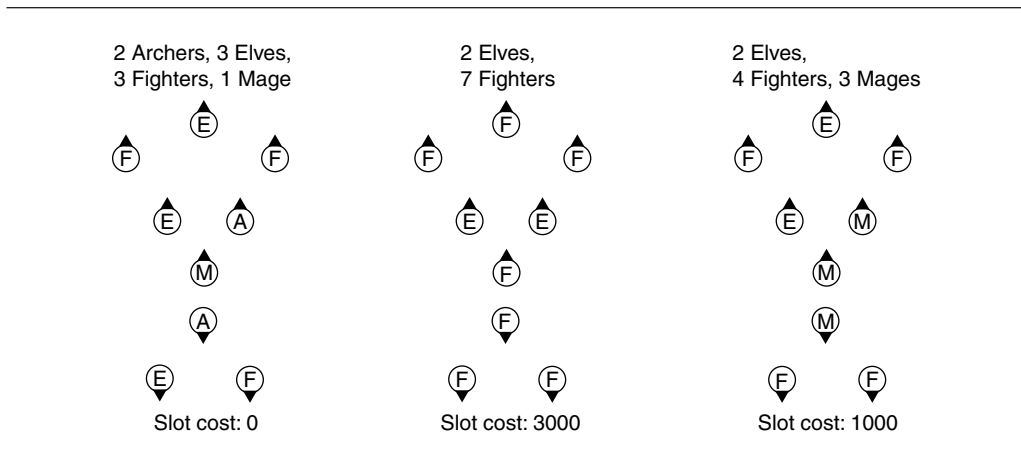 2 Archers, 3 Elves,
3 Fighters, 1 Mage
E
F F
E A
M
A
E F
Slot cost: 0
2 Elves,
7 Fighters
F
F F
E E
F
F
F F
Slot cost: 3000
2 Elves,
4 Fighters, 3 Mages
E
F F
E M
M
M
F F
Slot cost: 1000